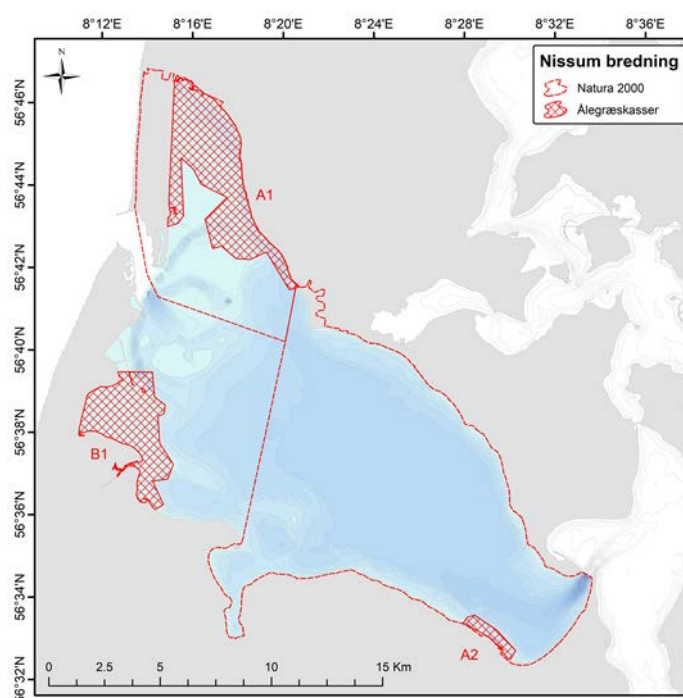 8°12'E 8°16'E 8°20'E 8°24'E 8°28'E 8°32'E 8°36'E
N
Nissum bredning
Natura 2000
Ålegræskasser
56°46'N
56°44'N
A1
56°42'N
56°40'N
56°38'N
B1
56°36'N
56°34'N
A2
0 5 10 15 Km
56°32'N